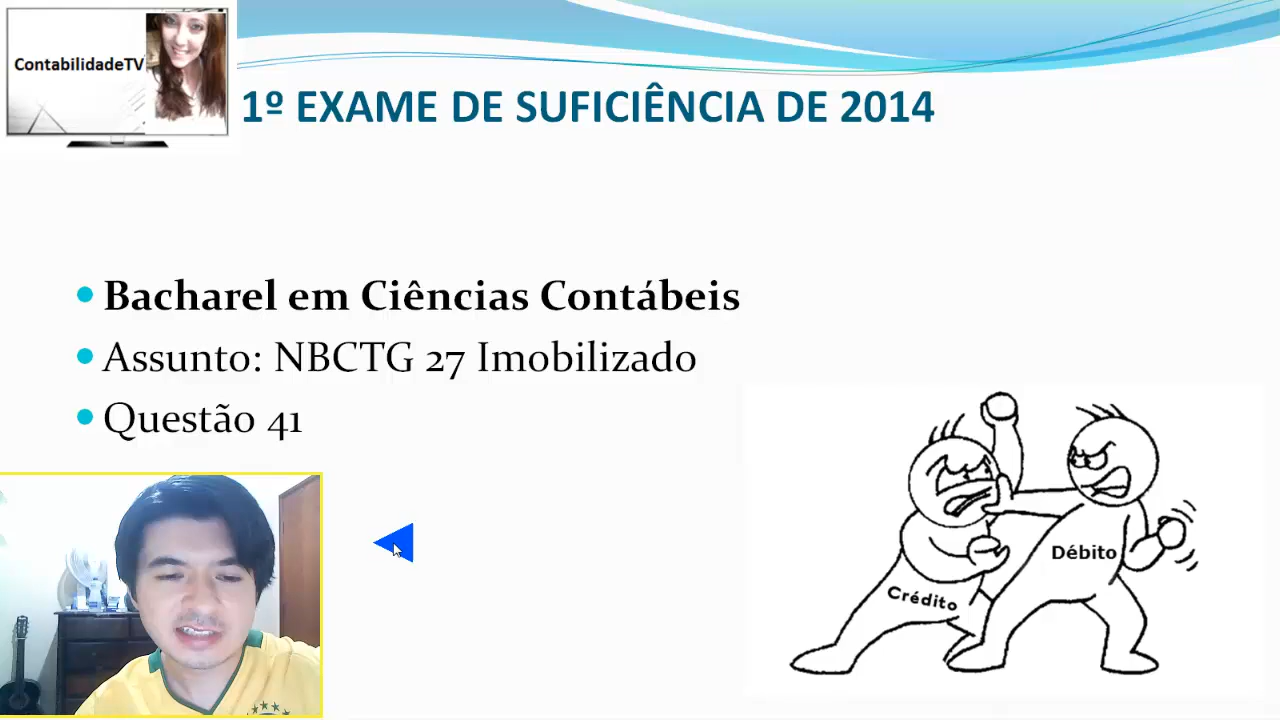 ContabilidadeTV
1º EXAME DE SUFICIÊNCIA DE 2014
Bacharel em Ciências Contábeis
Assunto: NBCTG 27 Imobilizado
Questão 41
Débito
Crédito